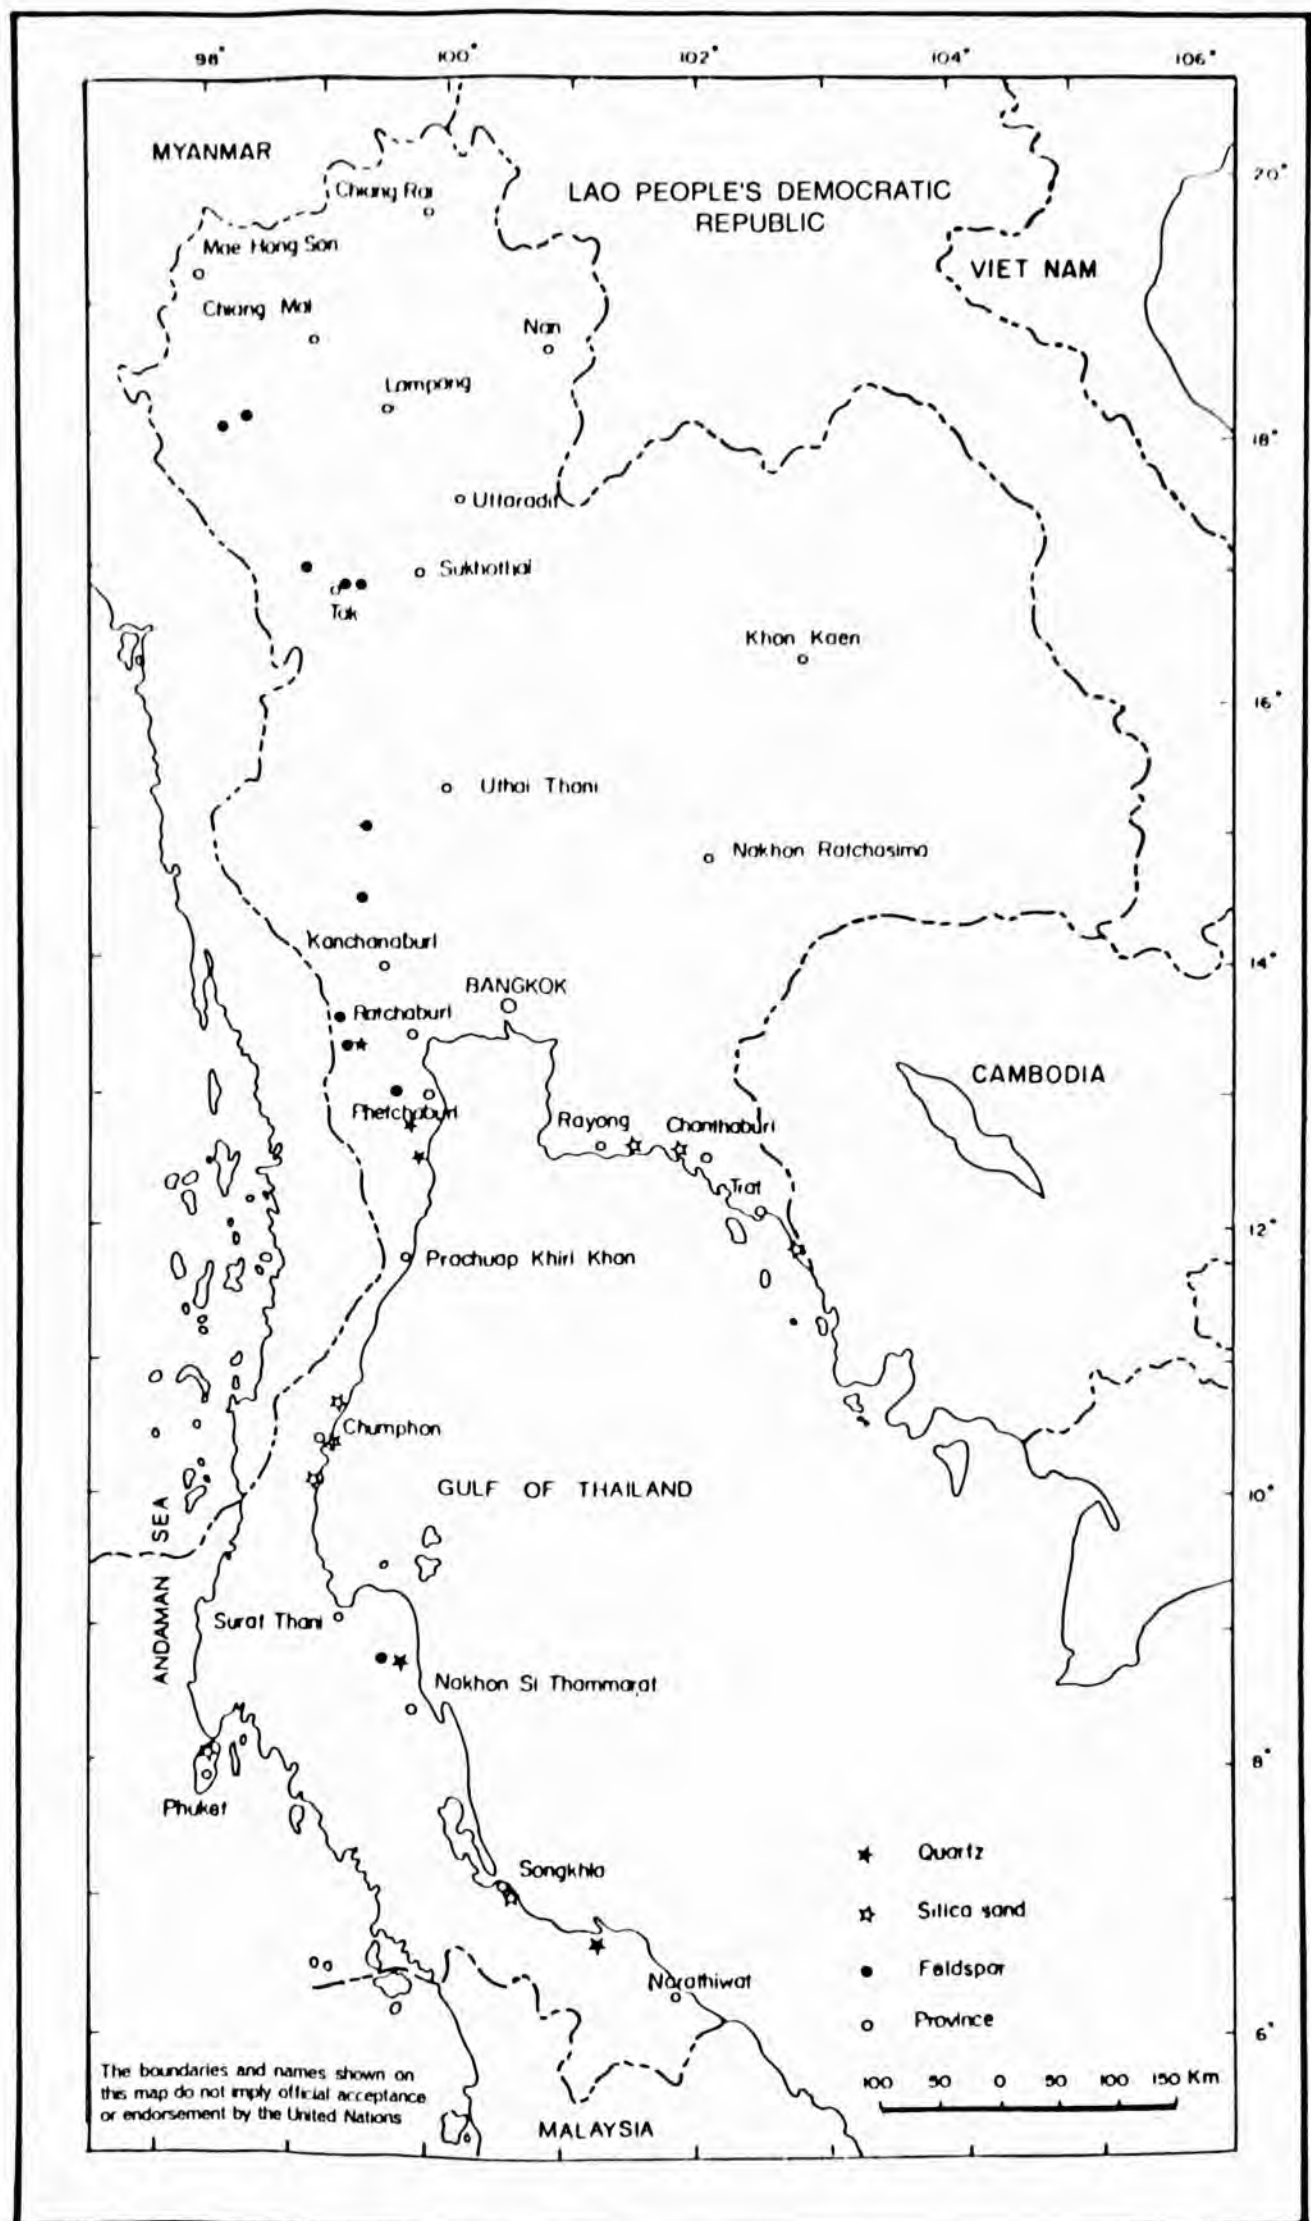 98° 100° 102° 104° 106°
MYANMAR
20°
Chiang Rai
LAO PEOPLE'S DEMOCRATIC
REPUBLIC
Mae Hong Son
VIET NAM
Chiang Mai
Nan
Lampang
18°
Uttaradit
Sukhothai
Tak
Khon Kaen
16°
Uthai Thani
Nakhon Ratchasima
Kanchanaburi
14°
BANGKOK
Ratchaburi
CAMBODIA
Phetchaburi
Rayong
Chanthaburi
Trat
12°
Prachuap Khiri Khan
Chumphon
GULF OF THAILAND
10°
ANDAMAN SEA
Surat Thani
Nakhon Si Thammarat
8°
Phuket
Quartz
Songkhla
Silica sand
Feldspar
Narathiwat
Province
6°
The boundaries and names shown on
this map do not imply official acceptance
or endorsement by the United Nations
100 50 0 50 100 150 Km
MALAYSIA